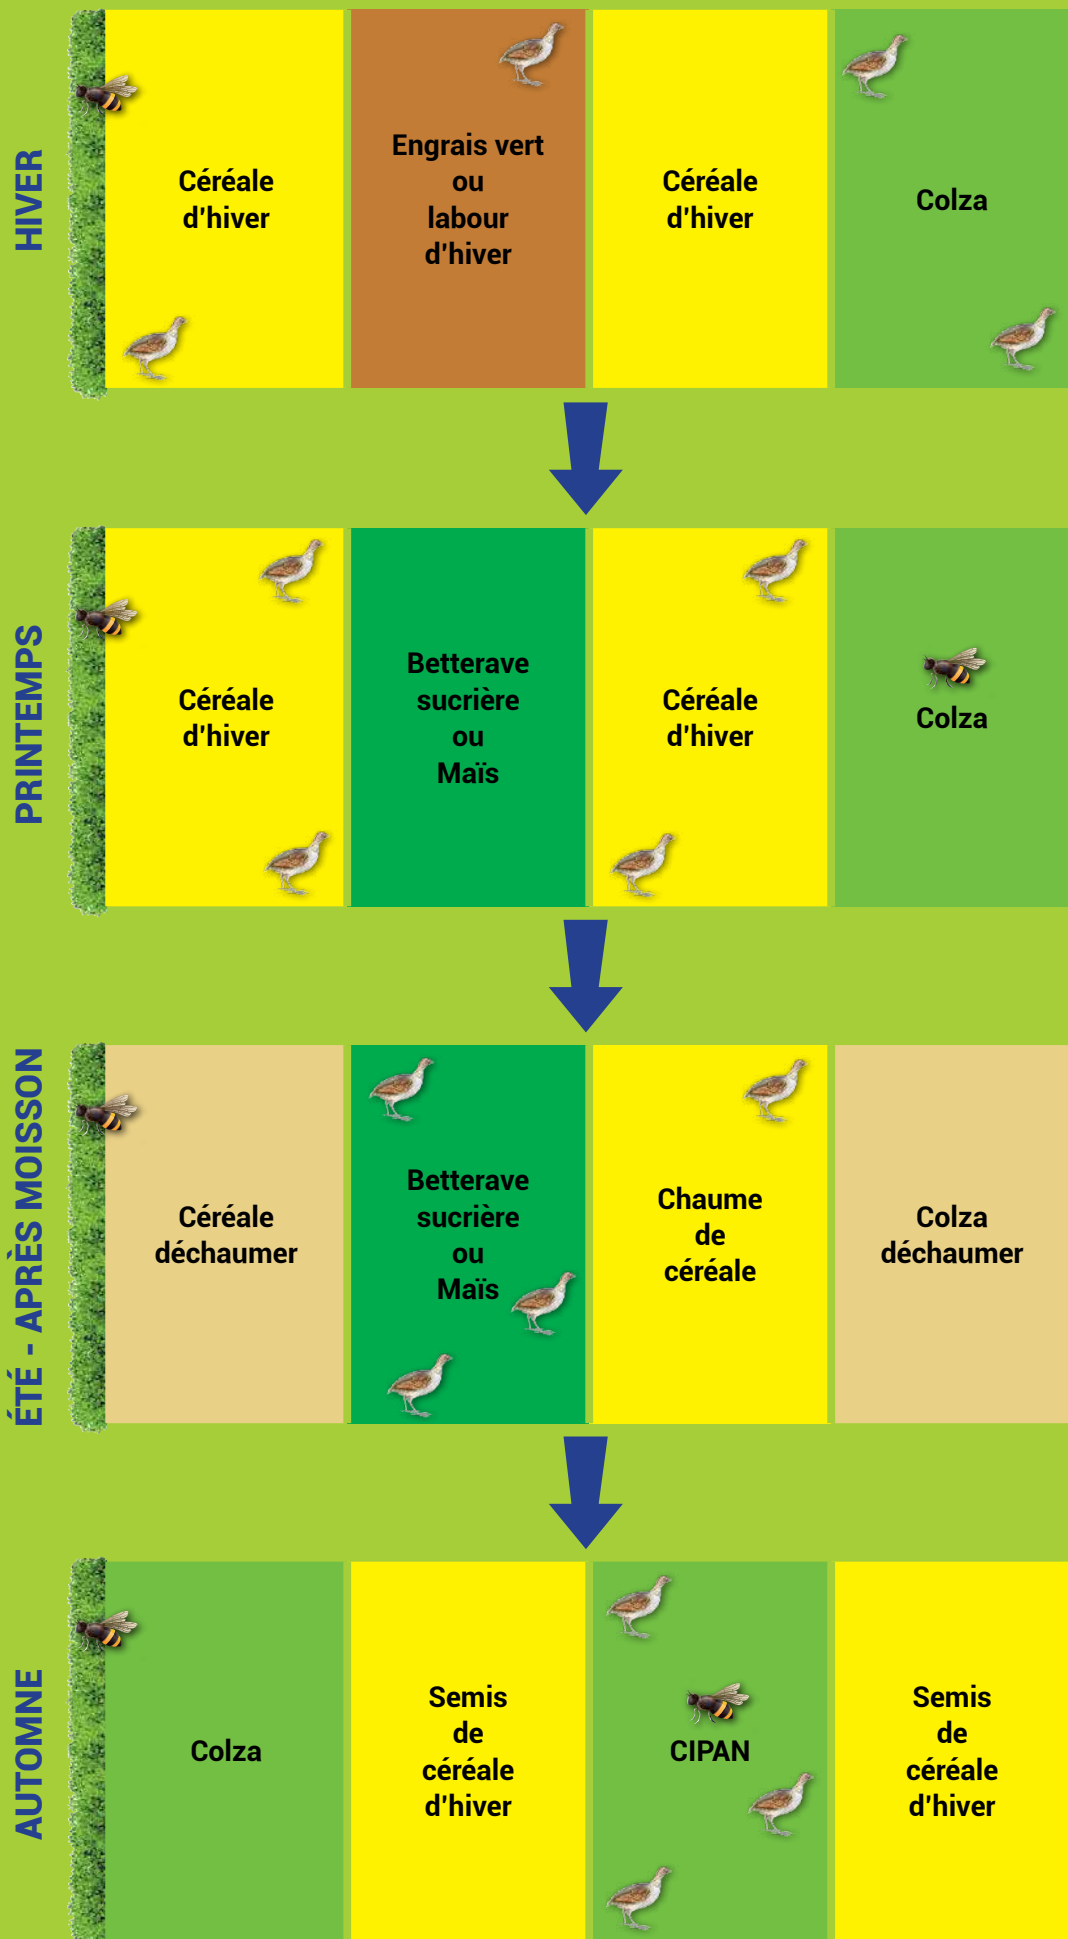 HIVER
Céréale
d'hiver
Engrais vert
ou
labour
d'hiver
Céréale
d'hiver
Colza
PRINTEMPS
Céréale
d'hiver
Betterave
sucrière
ou
Maïs
Céréale
d'hiver
Colza
ÉTÉ - APRÈS MOISSON
Céréale
déchaumer
Betterave
sucrière
ou
Maïs
Chaume
de
céréale
Colza
déchaumer
AUTOMNE
Colza
Semis
de
céréale
d'hiver
CIPAN
Semis
de
céréale
d'hiver